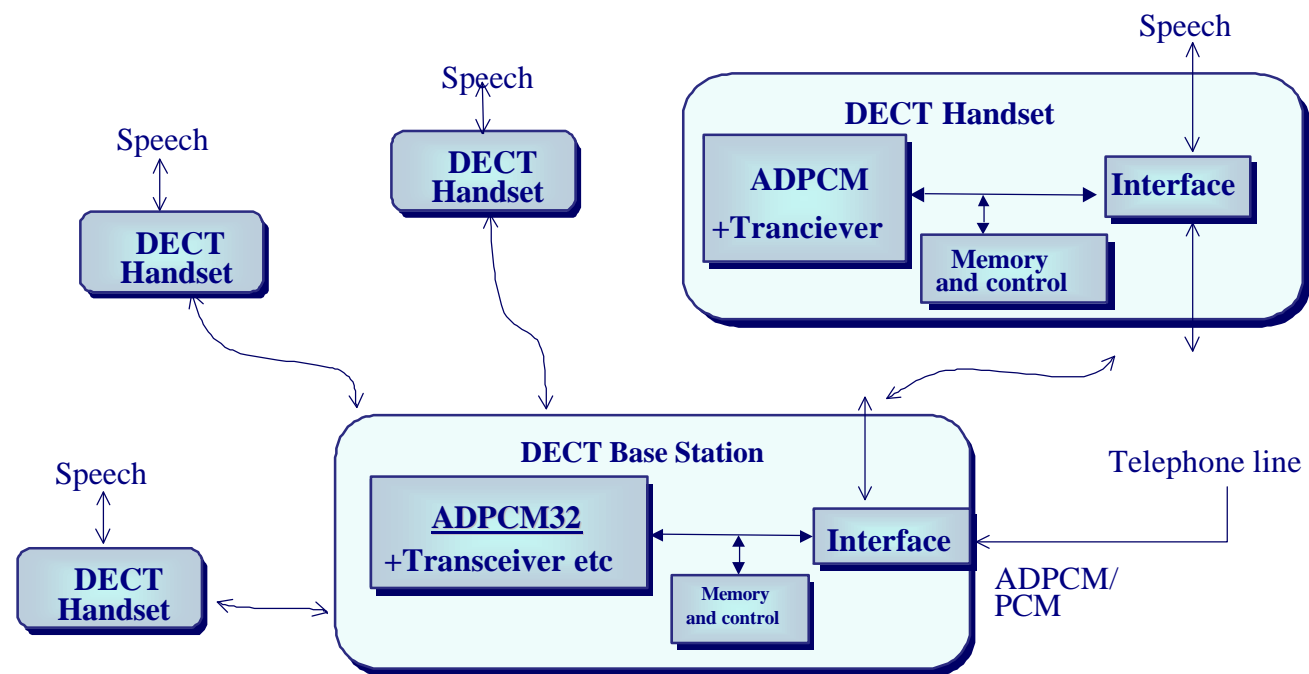 Speech
DECT Handset
ADPCM
+Tranciever
Interface
Memory
and control
Speech
DECT
Handset
Speech
DECT
Handset
DECT Base Station
ADPCM32
+Transceiver etc
Interface
Memory
and control
Telephone line
ADPCM/
PCM
Speech
DECT
Handset